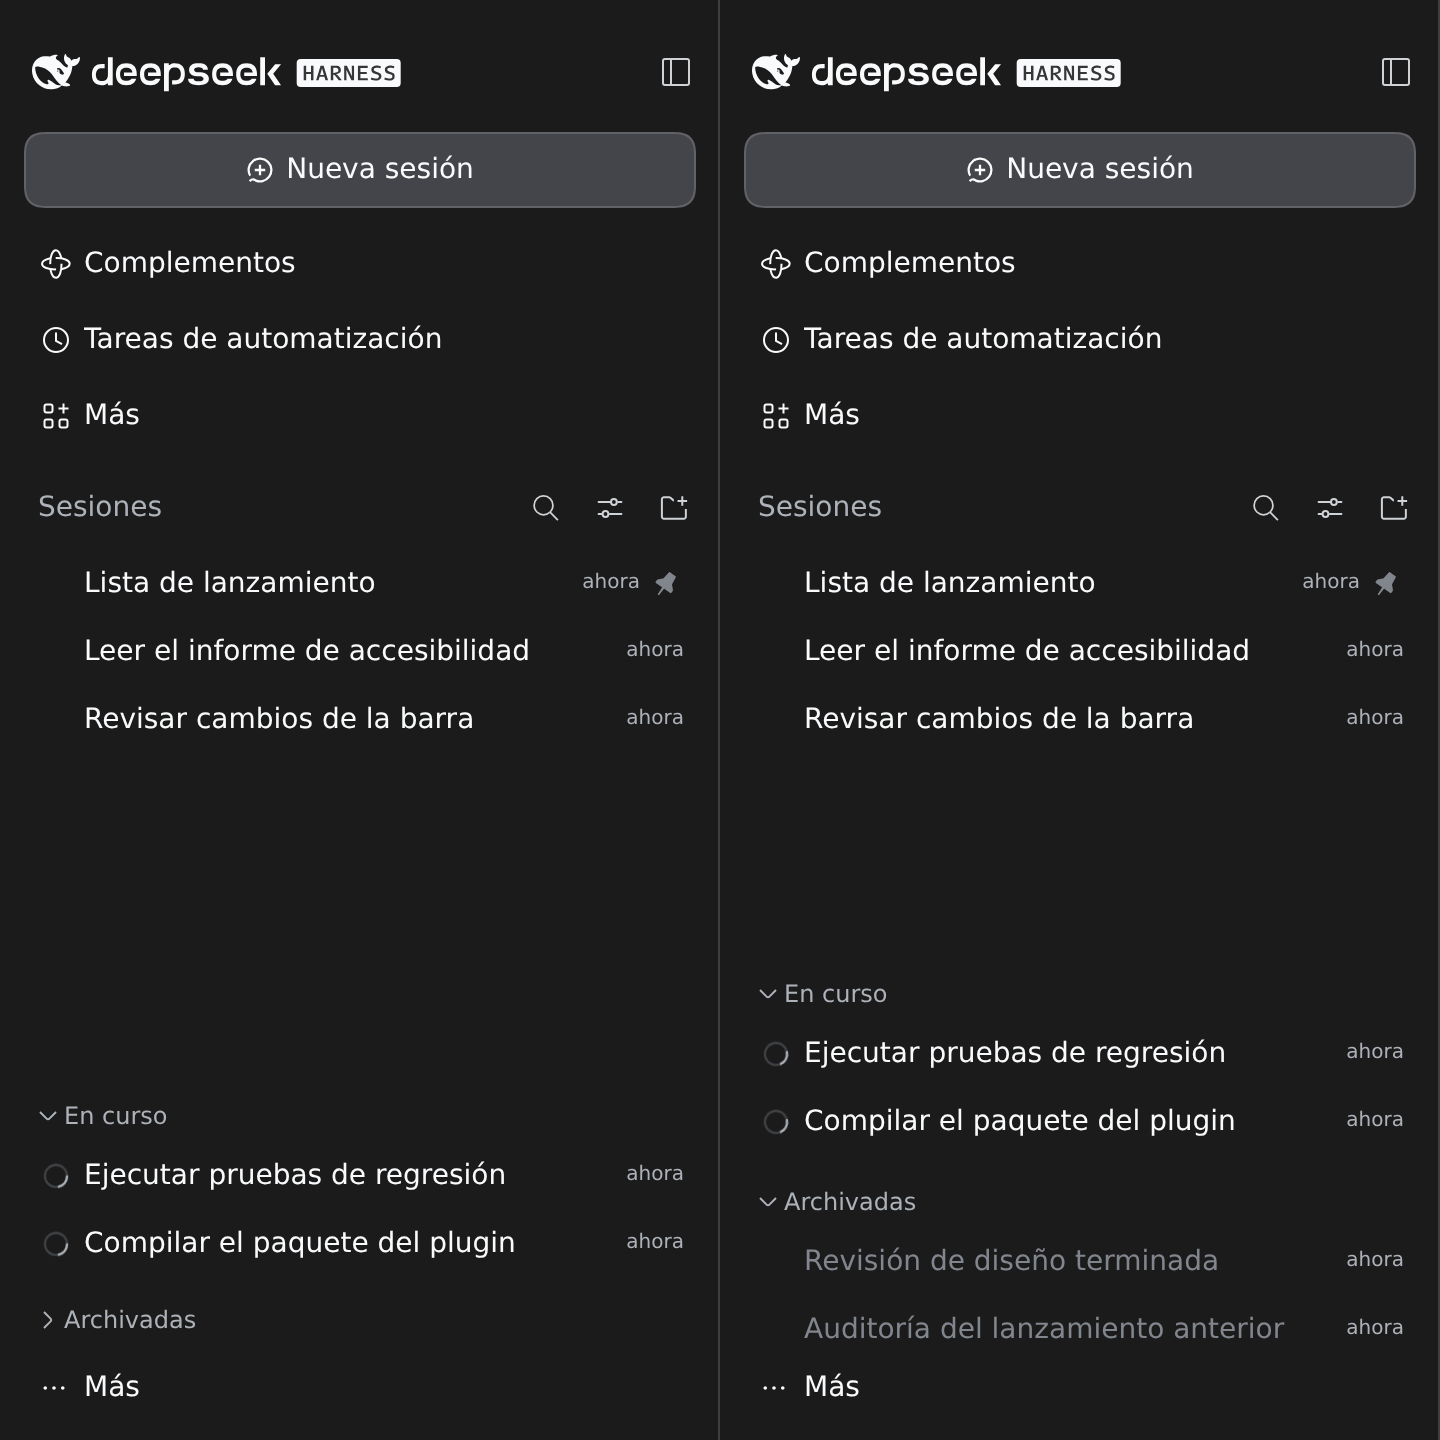 deepseek HARNESS
Nueva sesión
Complementos
Tareas de automatización
Más
Sesiones
Lista de lanzamiento ahora
Leer el informe de accesibilidad ahora
Revisar cambios de la barra ahora
En curso
Ejecutar pruebas de regresión ahora
Compilar el paquete del plugin ahora
Archivadas
Más
deepseek HARNESS
Nueva sesión
Complementos
Tareas de automatización
Más
Sesiones
Lista de lanzamiento ahora
Leer el informe de accesibilidad ahora
Revisar cambios de la barra ahora
En curso
Ejecutar pruebas de regresión ahora
Compilar el paquete del plugin ahora
Archivadas
Revisión de diseño terminada ahora
Auditoría del lanzamiento anterior ahora
Más